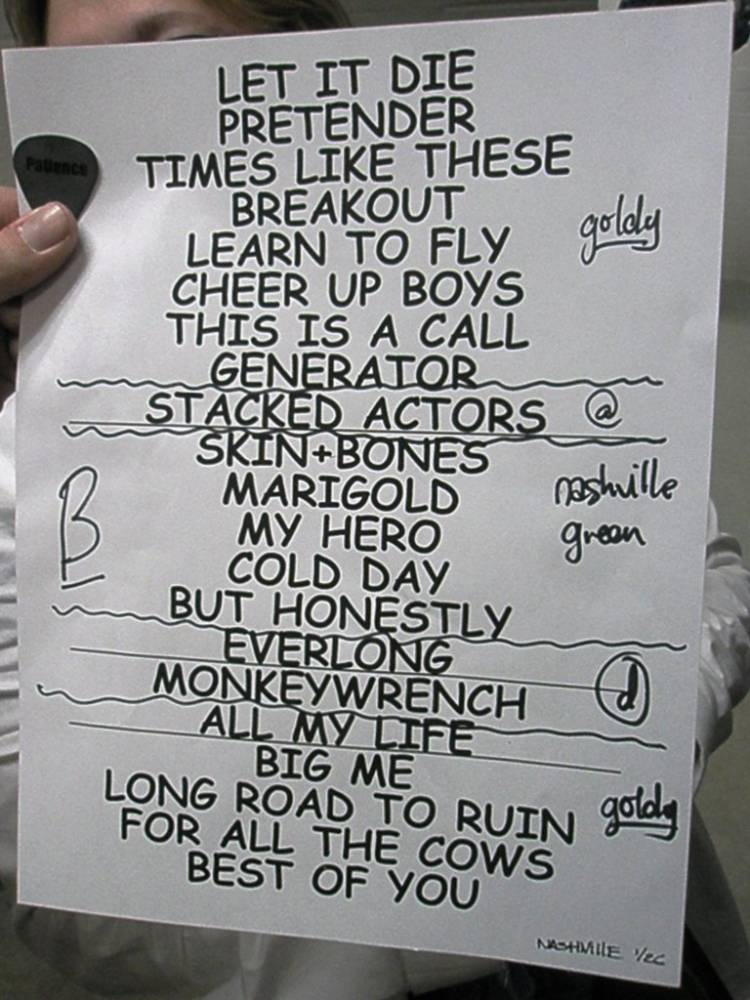 LET IT DIE
PRETENDER
Patience
TIMES LIKE THESE
BREAKOUT
goldy
LEARN TO FLY
CHEER UP BOYS
THIS IS A CALL
GENERATOR
STACKED ACTORS @
SKIN+BONES
MARIGOLD nashville
B
MY HERO green
COLD DAY
BUT HONESTLY
EVERLONG
MONKEYWRENCH d
ALL MY LIFE
BIG ME
LONG ROAD TO RUIN goldy
FOR ALL THE COWS
BEST OF YOU
NASHVILLE